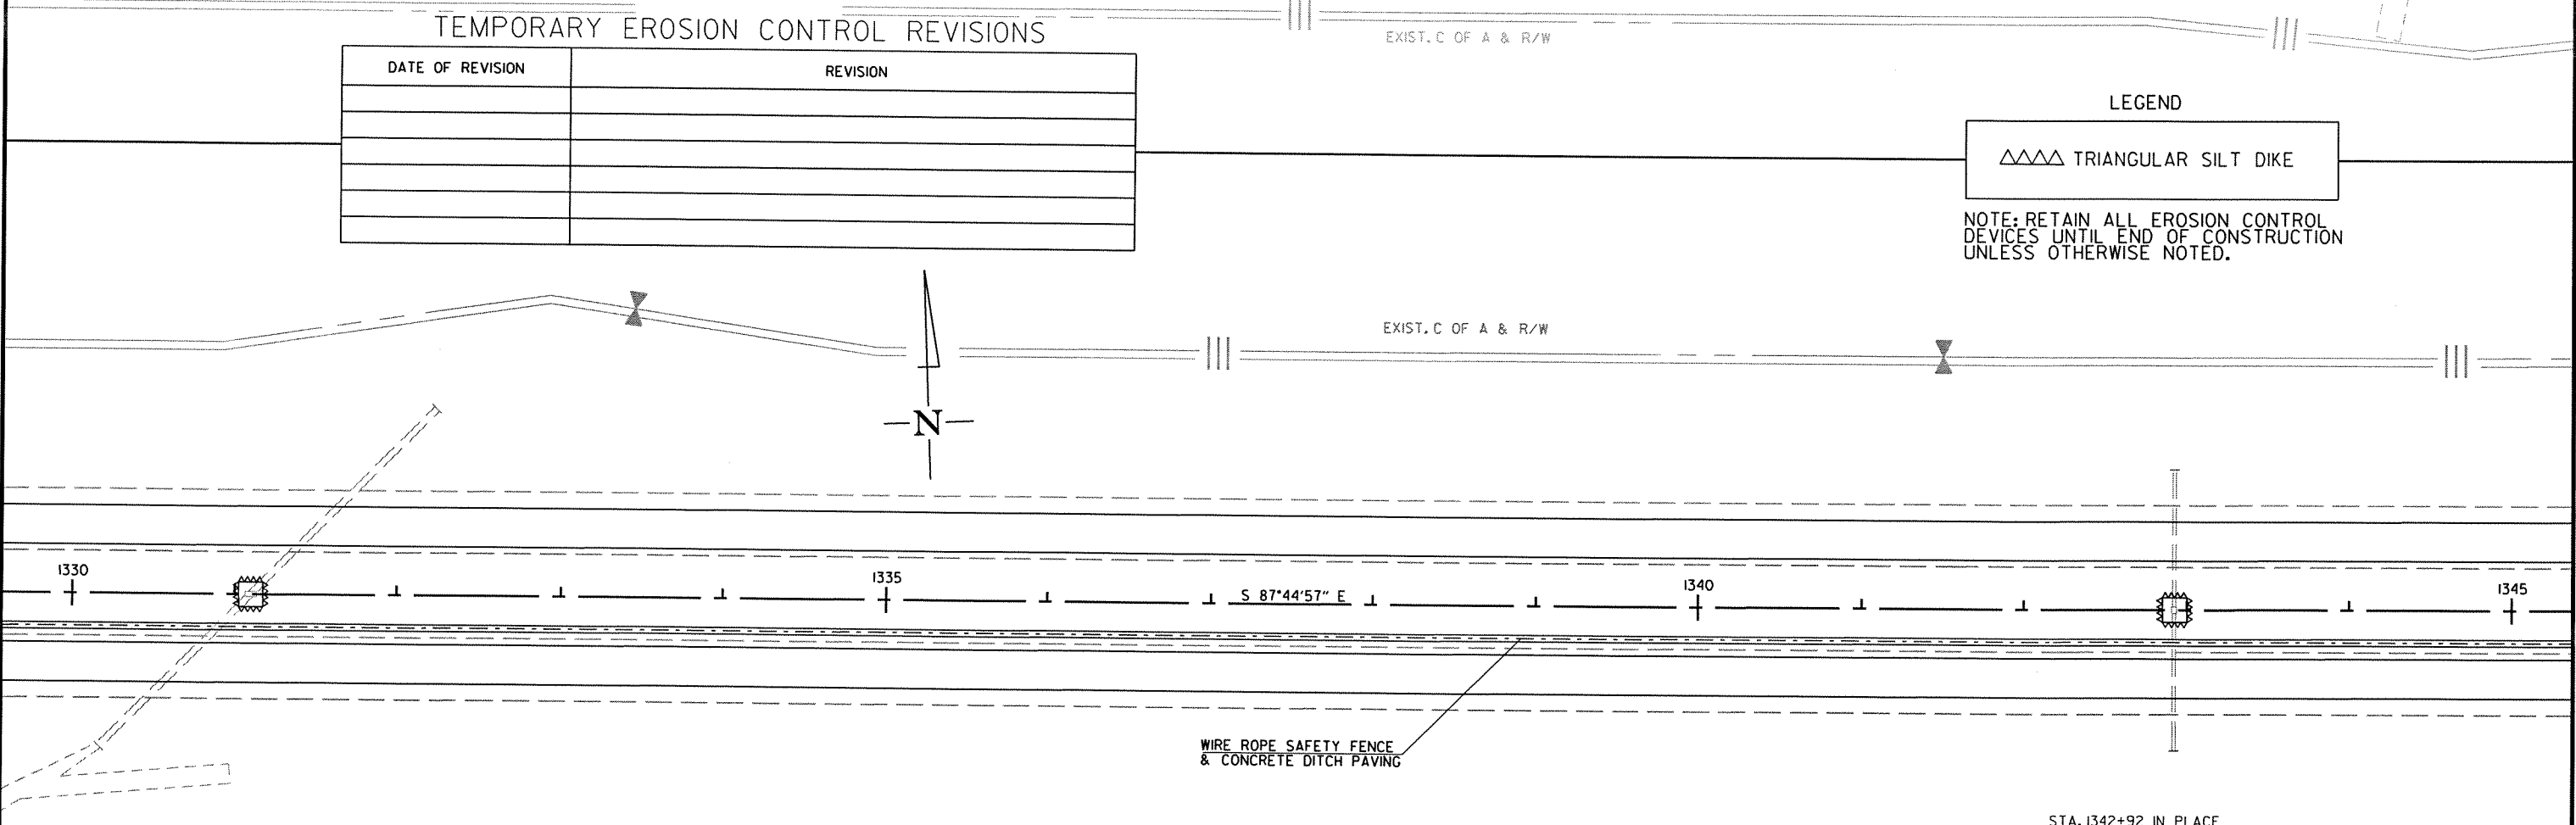 TEMPORARY EROSION CONTROL REVISIONS
EXIST. C OF A & R/W
DATE OF REVISION
REVISION
LEGEND
TRIANGULAR SILT DIKE
NOTE: RETAIN ALL EROSION CONTROL
DEVICES UNTIL END OF CONSTRUCTION
UNLESS OTHERWISE NOTED.
EXIST. C OF A & R/W
N
1330
1335
S 87°44'57" E
1340
1345
WIRE ROPE SAFETY FENCE
& CONCRETE DITCH PAVING
STA. 1342+92 IN PLACE